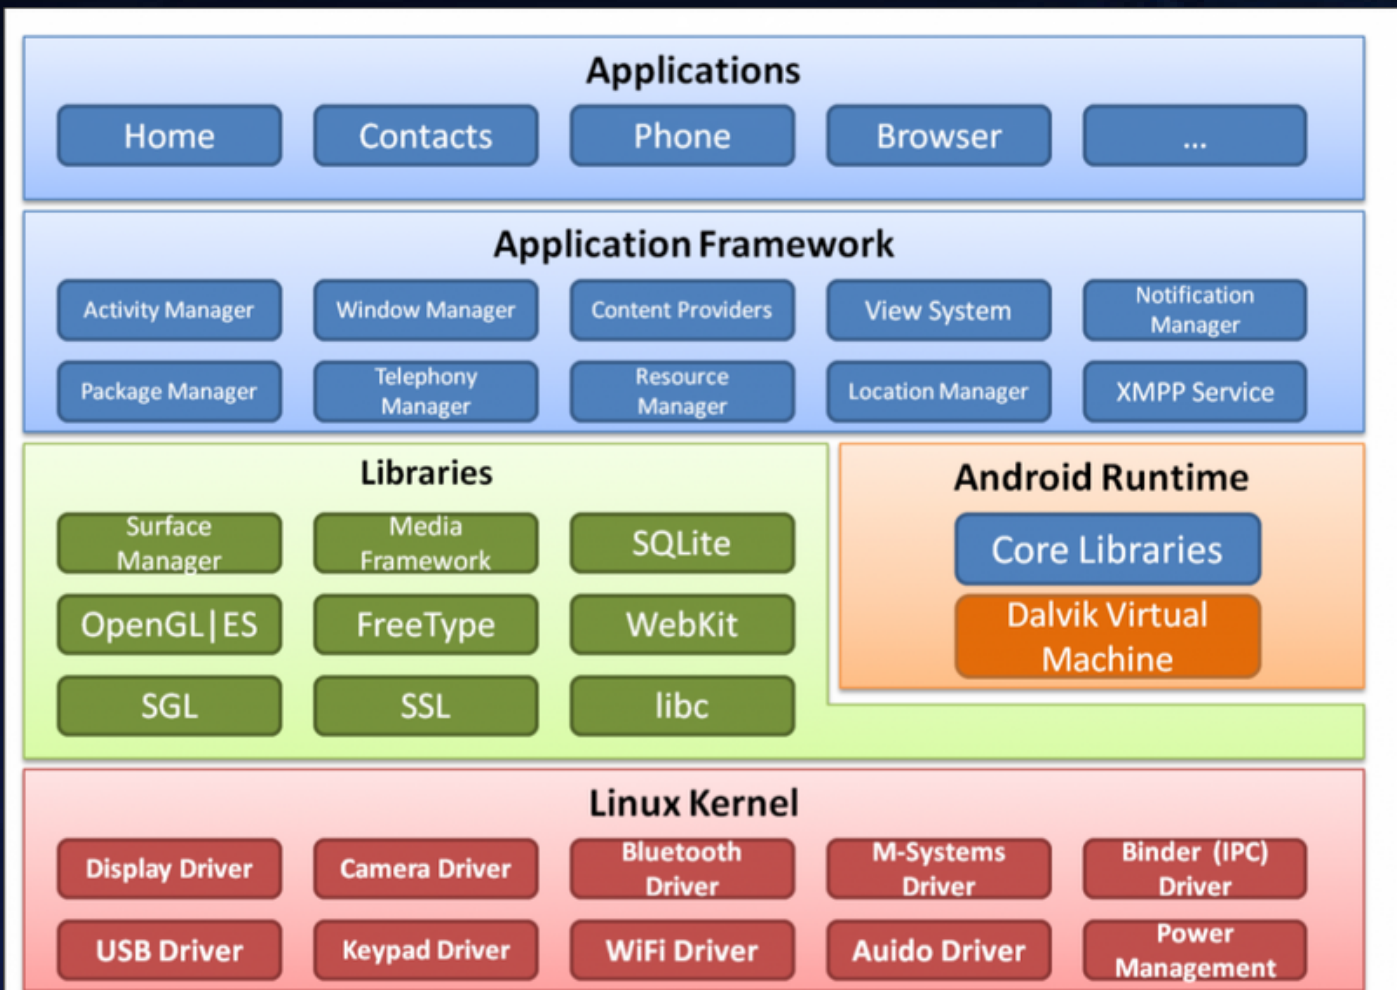 Applications
Home
Contacts
Phone
Browser
...
Application Framework
Activity Manager
Window Manager
Content Providers
View System
Notification
Manager
Package Manager
Telephony
Manager
Resource
Manager
Location Manager
XMPP Service
Libraries
Surface
Manager
Media
Framework
SQLite
OpenGL|ES
FreeType
WebKit
SGL
SSL
libc
Android Runtime
Core Libraries
Dalvik Virtual
Machine
Linux Kernel
Display Driver
Camera Driver
Bluetooth
Driver
M-Systems
Driver
Binder (IPC)
Driver
USB Driver
Keypad Driver
WiFi Driver
Auido Driver
Power
Management